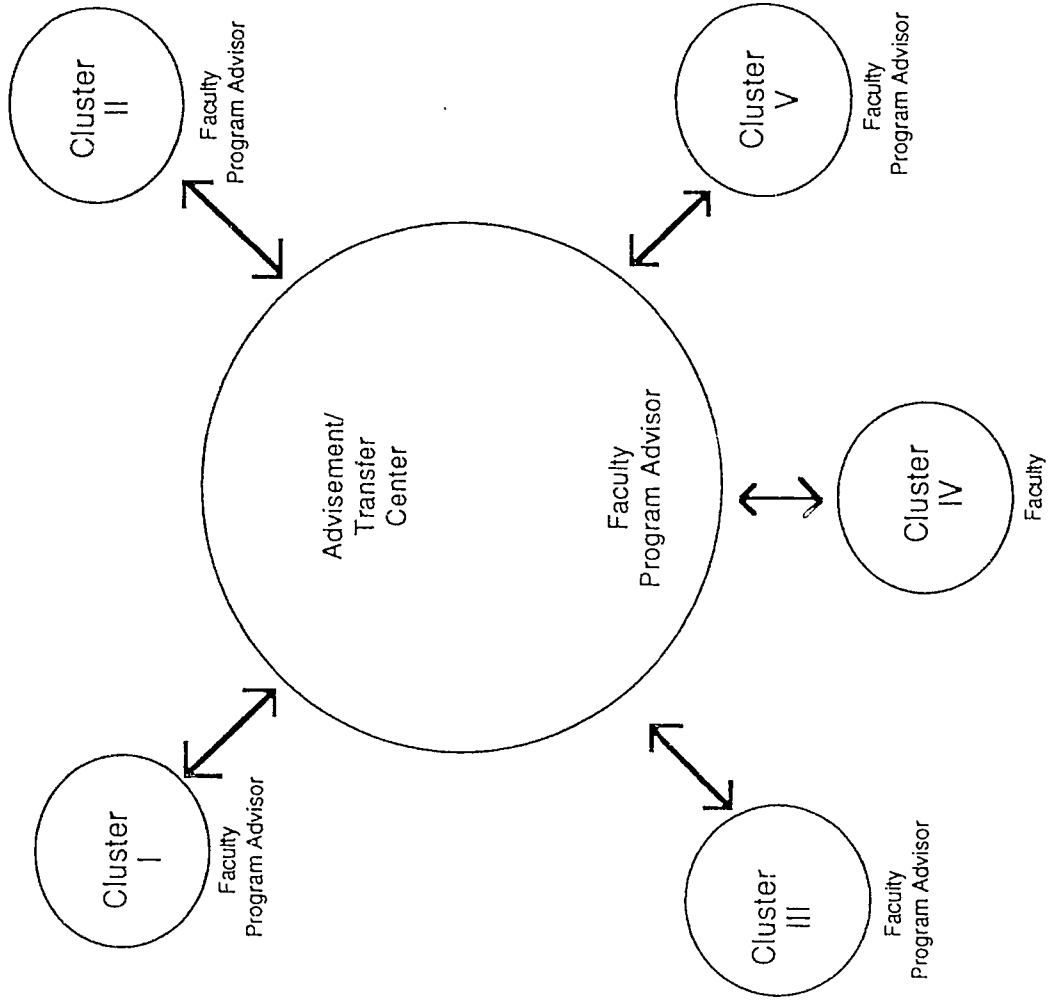 Cluster
I
Faculty
Program Advisor
Cluster
II
Faculty
Program Advisor
Advisement/
Transfer
Center
Faculty
Program Advisor
Cluster
III
Faculty
Program Advisor
Cluster
IV
Faculty
Cluster
V
Faculty
Program Advisor